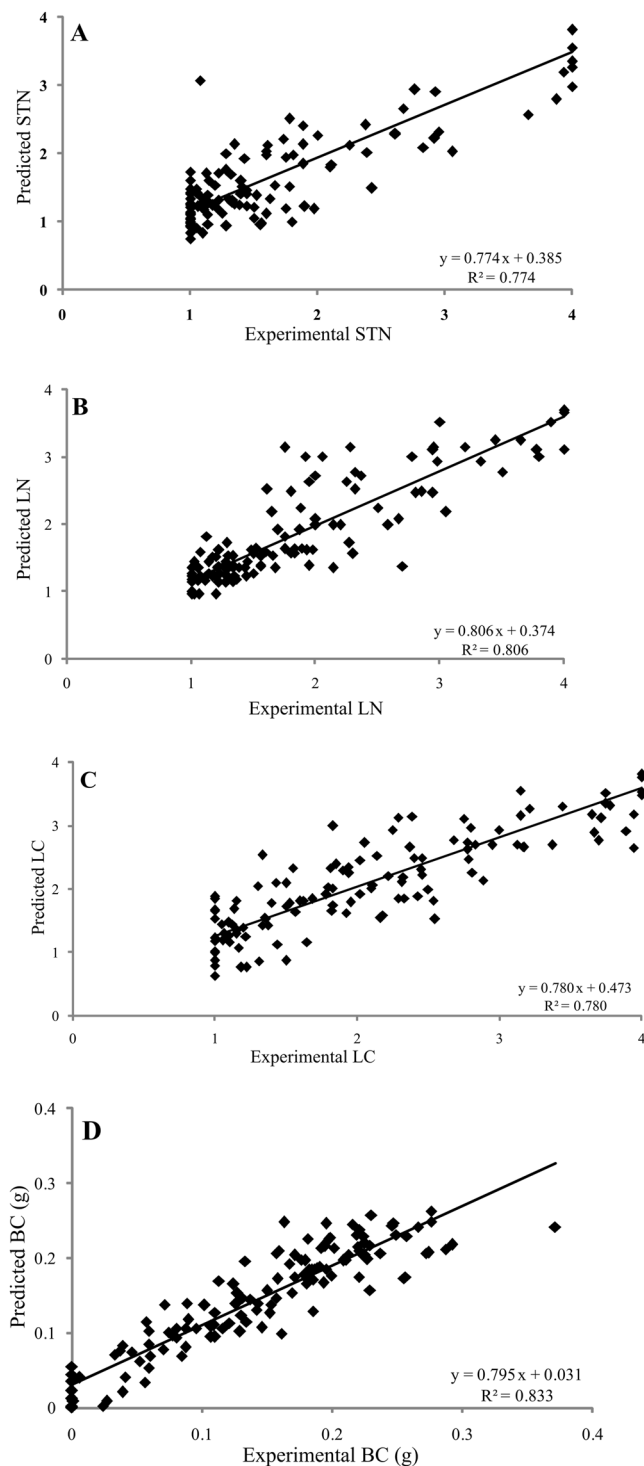 A
4
3
2
1
0
Predicted STN
y = 0.774x + 0.385
R² = 0.774
0 1 2 3 4
Experimental STN
B
4
3
2
1
0
Predicted LN
y = 0.806x + 0.374
R² = 0.806
0 1 2 3 4
Experimental LN
C
4
3
2
1
0
Predicted LC
y = 0.780x + 0.473
R² = 0.780
0 1 2 3 4
Experimental LC
D
0.4
0.3
0.2
0.1
0
Predicted BC (g)
y = 0.795x + 0.031
R² = 0.833
0 0.1 0.2 0.3 0.4
Experimental BC (g)